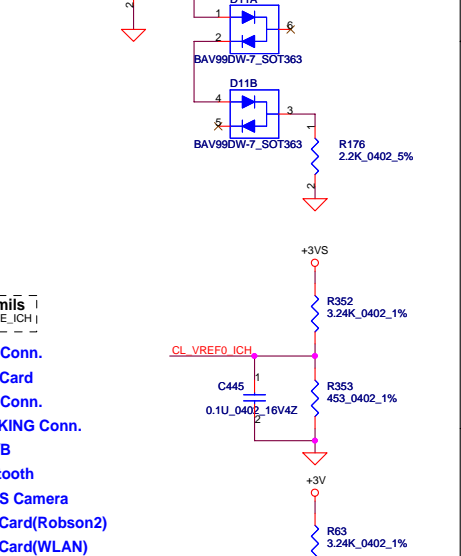 2
D11A
1
6
2
BAV99DW-7_SOT363
D11B
4
3
5
BAV99DW-7_SOT363
1
R176
2.2K_0402_5%
2
+3VS
mils
E_ICH
R352
3.24K_0402_1%
Conn.
CL_VREF0_ICH
Card
1
C445
R353
453_0402_1%
Conn.
0.1U_0402_16V4Z
2
KING Conn.
B
tooth
+3V
S Camera
Card(Robson2)
R63
3.24K_0402_1%
Card(WLAN)